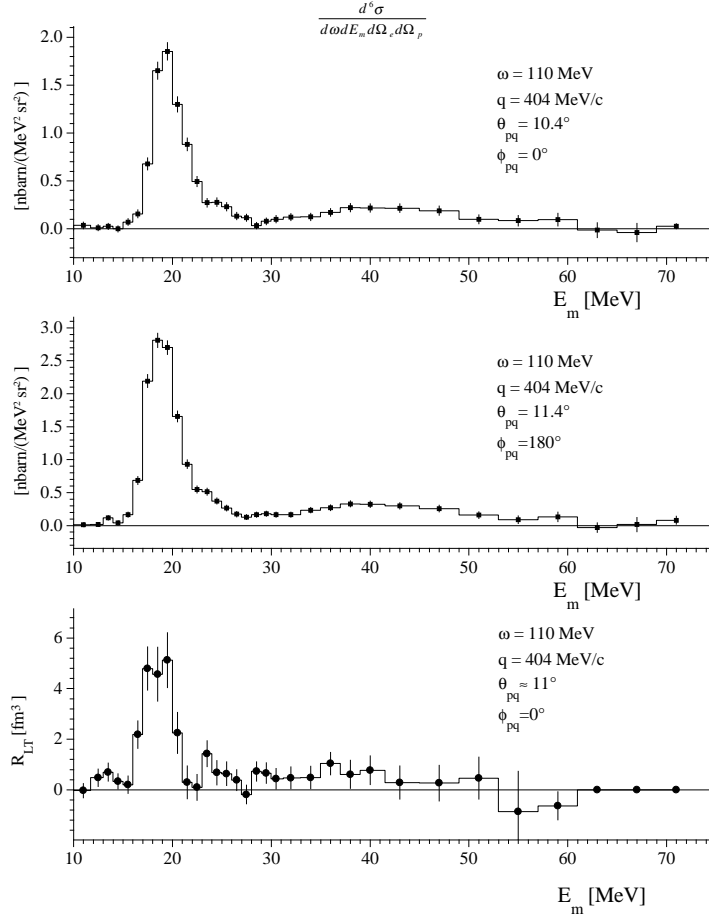 d⁶σ
dωdE_m dΩ_e dΩ_p
[nbarn/(MeV² sr²) ]
2.0
1.5
1.0
0.5
0.0
ω = 110 MeV
q = 404 MeV/c
θ_pq = 10.4°
ϕ_pq = 0°
10 20 30 40 50 60 70
E_m [MeV]
[nbarn/(MeV² sr²) ]
3.0
2.5
2.0
1.5
1.0
0.5
0.0
ω = 110 MeV
q = 404 MeV/c
θ_pq = 11.4°
ϕ_pq = 180°
10 20 30 40 50 60 70
E_m [MeV]
R_LT [fm³ ]
6
4
2
0
ω = 110 MeV
q = 404 MeV/c
θ_pq ≈ 11°
ϕ_pq =0°
10 20 30 40 50 60 70
E_m [MeV]